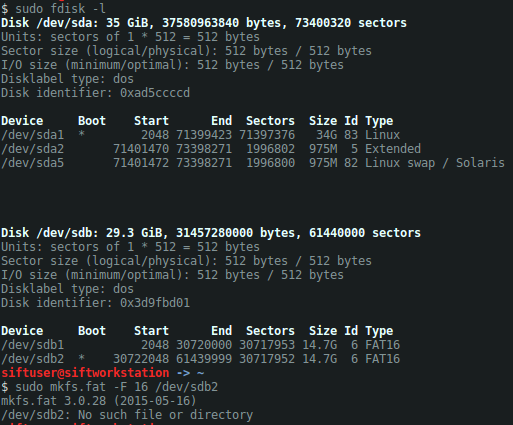 $ sudo fdisk -l
Disk /dev/sda: 35 GiB, 37580963840 bytes, 73400320 sectors
Units: sectors of 1 * 512 = 512 bytes
Sector size (logical/physical): 512 bytes / 512 bytes
I/O size (minimum/optimal): 512 bytes / 512 bytes
Disklabel type: dos
Disk identifier: 0xad5ccccd
Device     Boot    Start      End  Sectors  Size Id Type
/dev/sda1  *        2048 71399423 71397376   34G 83 Linux
/dev/sda2       71401470 73398271  1996802  975M  5 Extended
/dev/sda5       71401472 73398271  1996800  975M 82 Linux swap / Solaris
Disk /dev/sdb: 29.3 GiB, 31457280000 bytes, 61440000 sectors
Units: sectors of 1 * 512 = 512 bytes
Sector size (logical/physical): 512 bytes / 512 bytes
I/O size (minimum/optimal): 512 bytes / 512 bytes
Disklabel type: dos
Disk identifier: 0x3d9fbd01
Device     Boot    Start      End  Sectors  Size Id Type
/dev/sdb1           2048 30720000 30717953 14.7G  6 FAT16
/dev/sdb2  *    30722048 61439999 30717952 14.7G  6 FAT16
siftuser@siftworkstation -> ~
$ sudo mkfs.fat -F 16 /dev/sdb2
mkfs.fat 3.0.28 (2015-05-16)
/dev/sdb2: No such file or directory